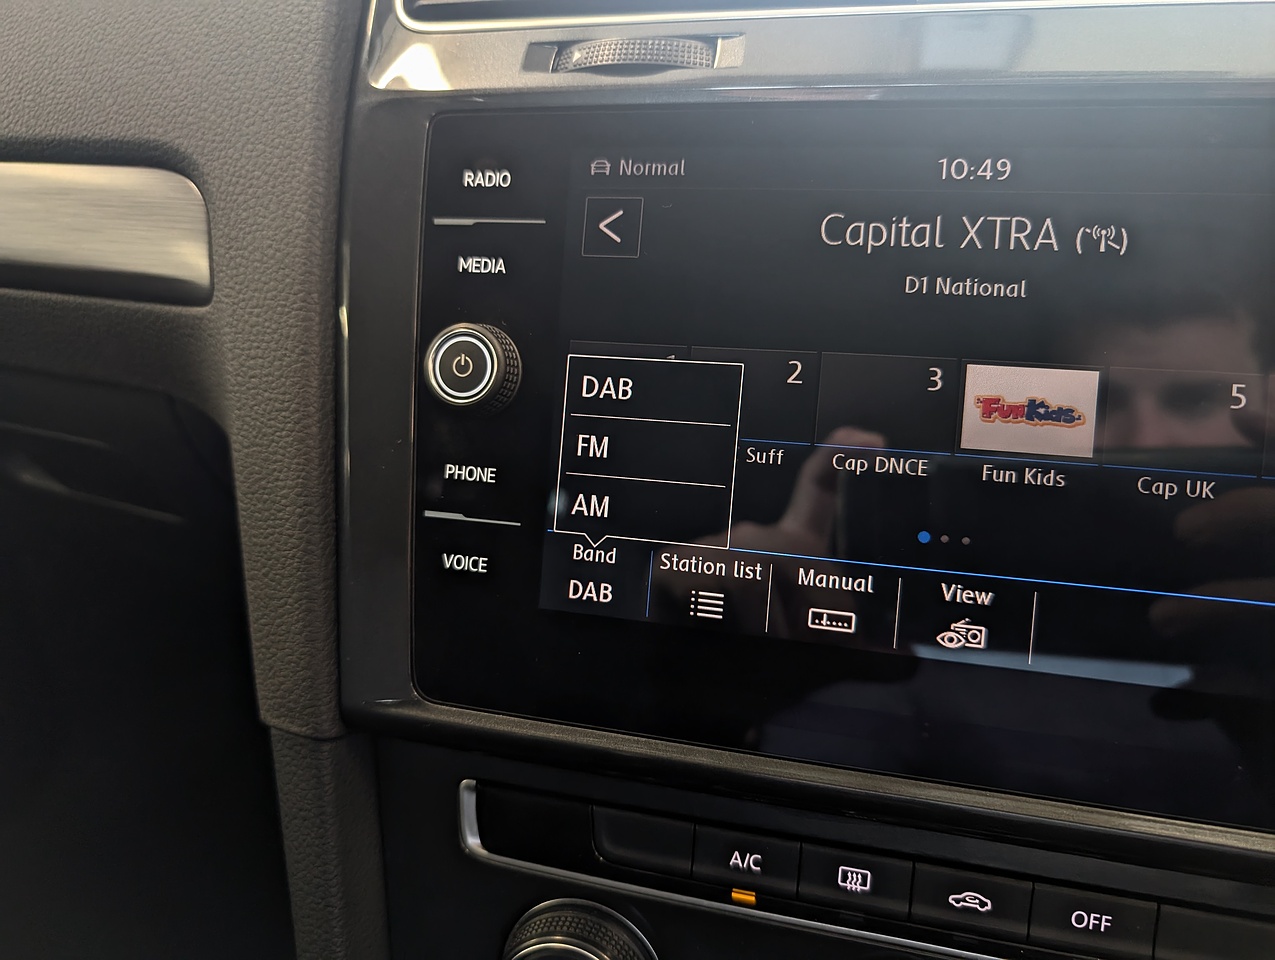 RADIO
MEDIA
PHONE
VOICE
Normal
10:49
Capital XTRA
D1 National
2
3
5
FunKids
Suff
Cap DNCE
Fun Kids
Cap UK
DAB
FM
AM
Band
DAB
Station list
Manual
View
A/C
OFF